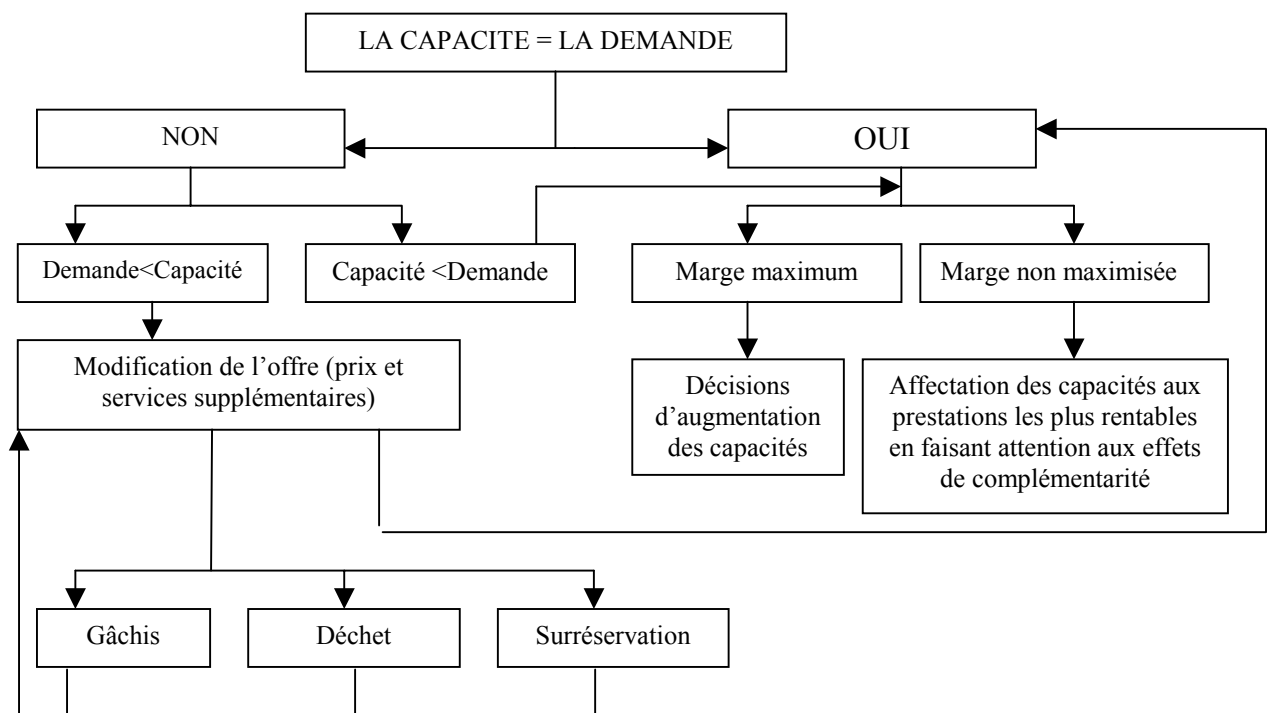 LA CAPACITE = LA DEMANDE
NON
OUI
Demande<Capacité
Capacité <Demande
Marge maximum
Marge non maximisée
Modification de l’offre (prix et
services supplémentaires)
Décisions
d’augmentation
des capacités
Affectation des capacités aux
prestations les plus rentables
en faisant attention aux effets
de complémentarité
Gâchis
Déchet
Surréservation